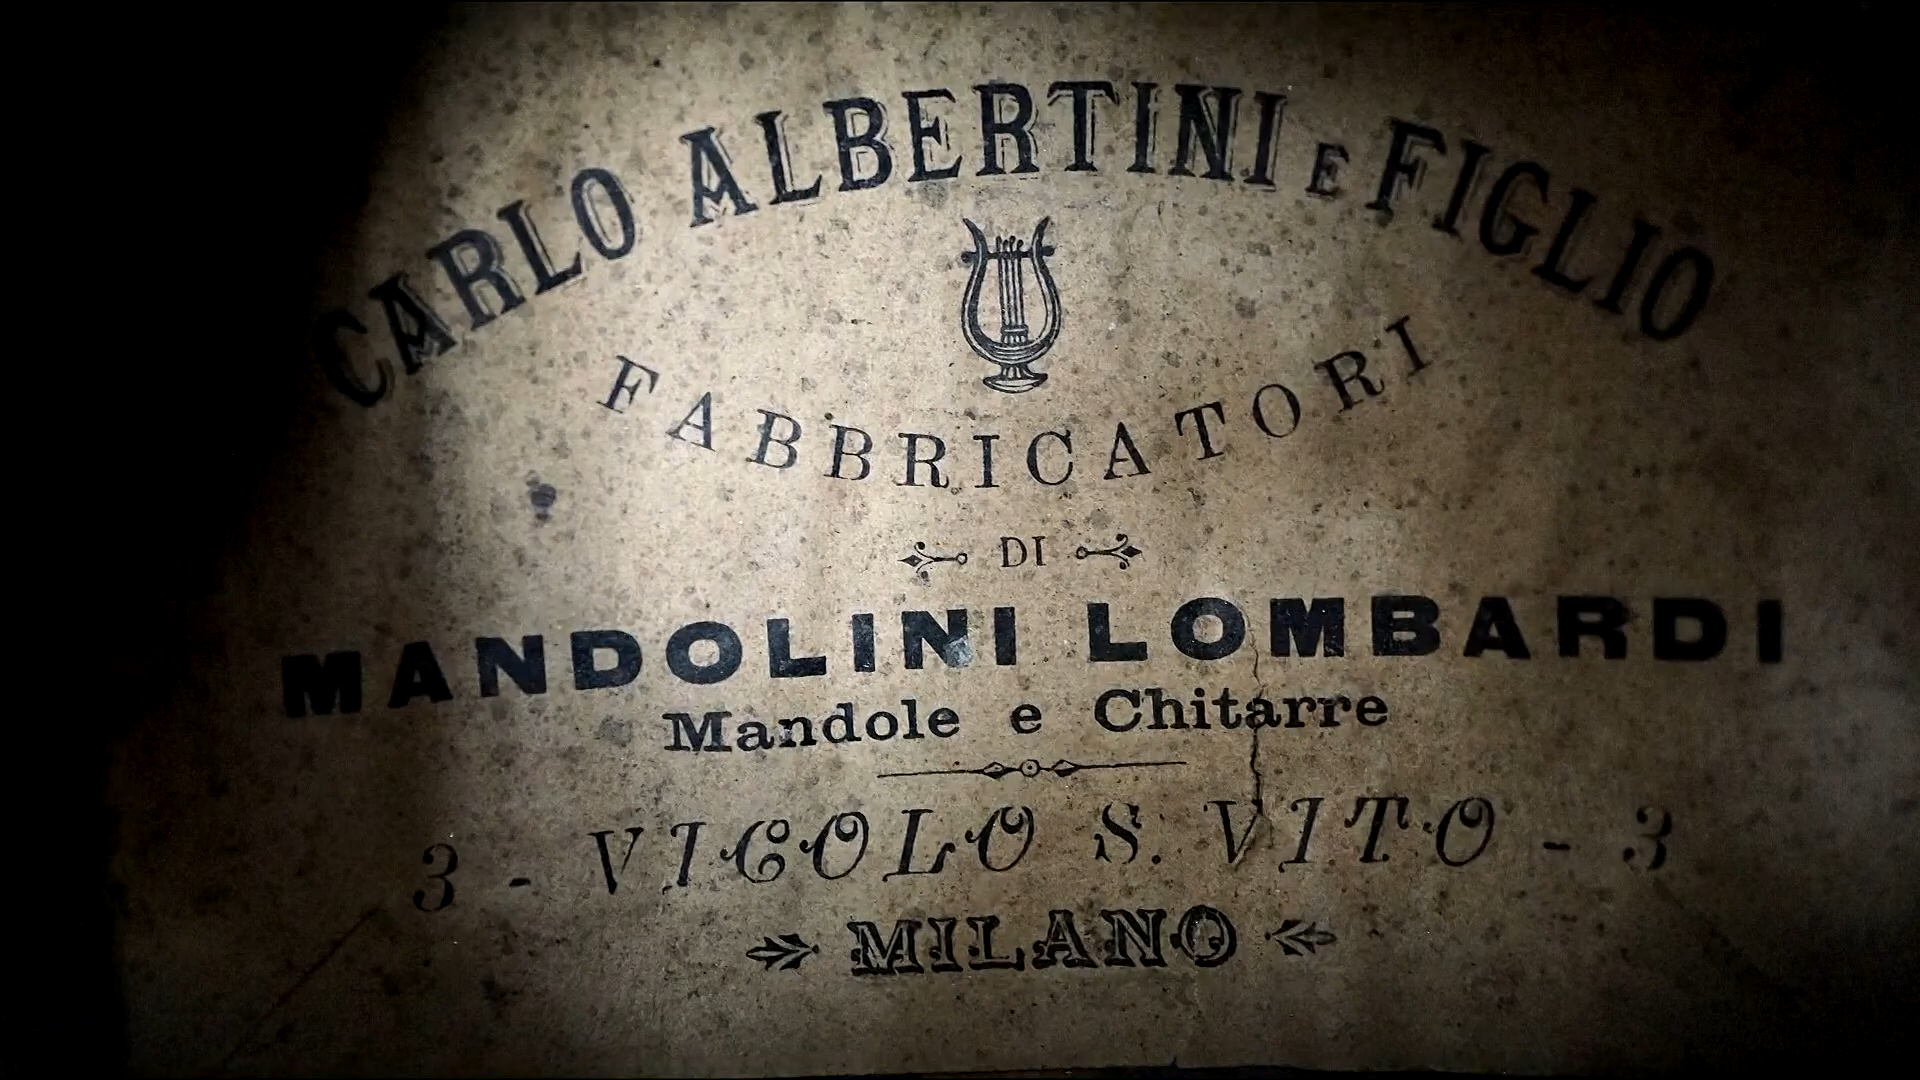 CARLO ALBERTINI E FIGLIO
FABBRICATORI
DI
MANDOLINI LOMBARDI
Mandole e Chitarre
3 - VICOLO S. VITO - 3
MILANO